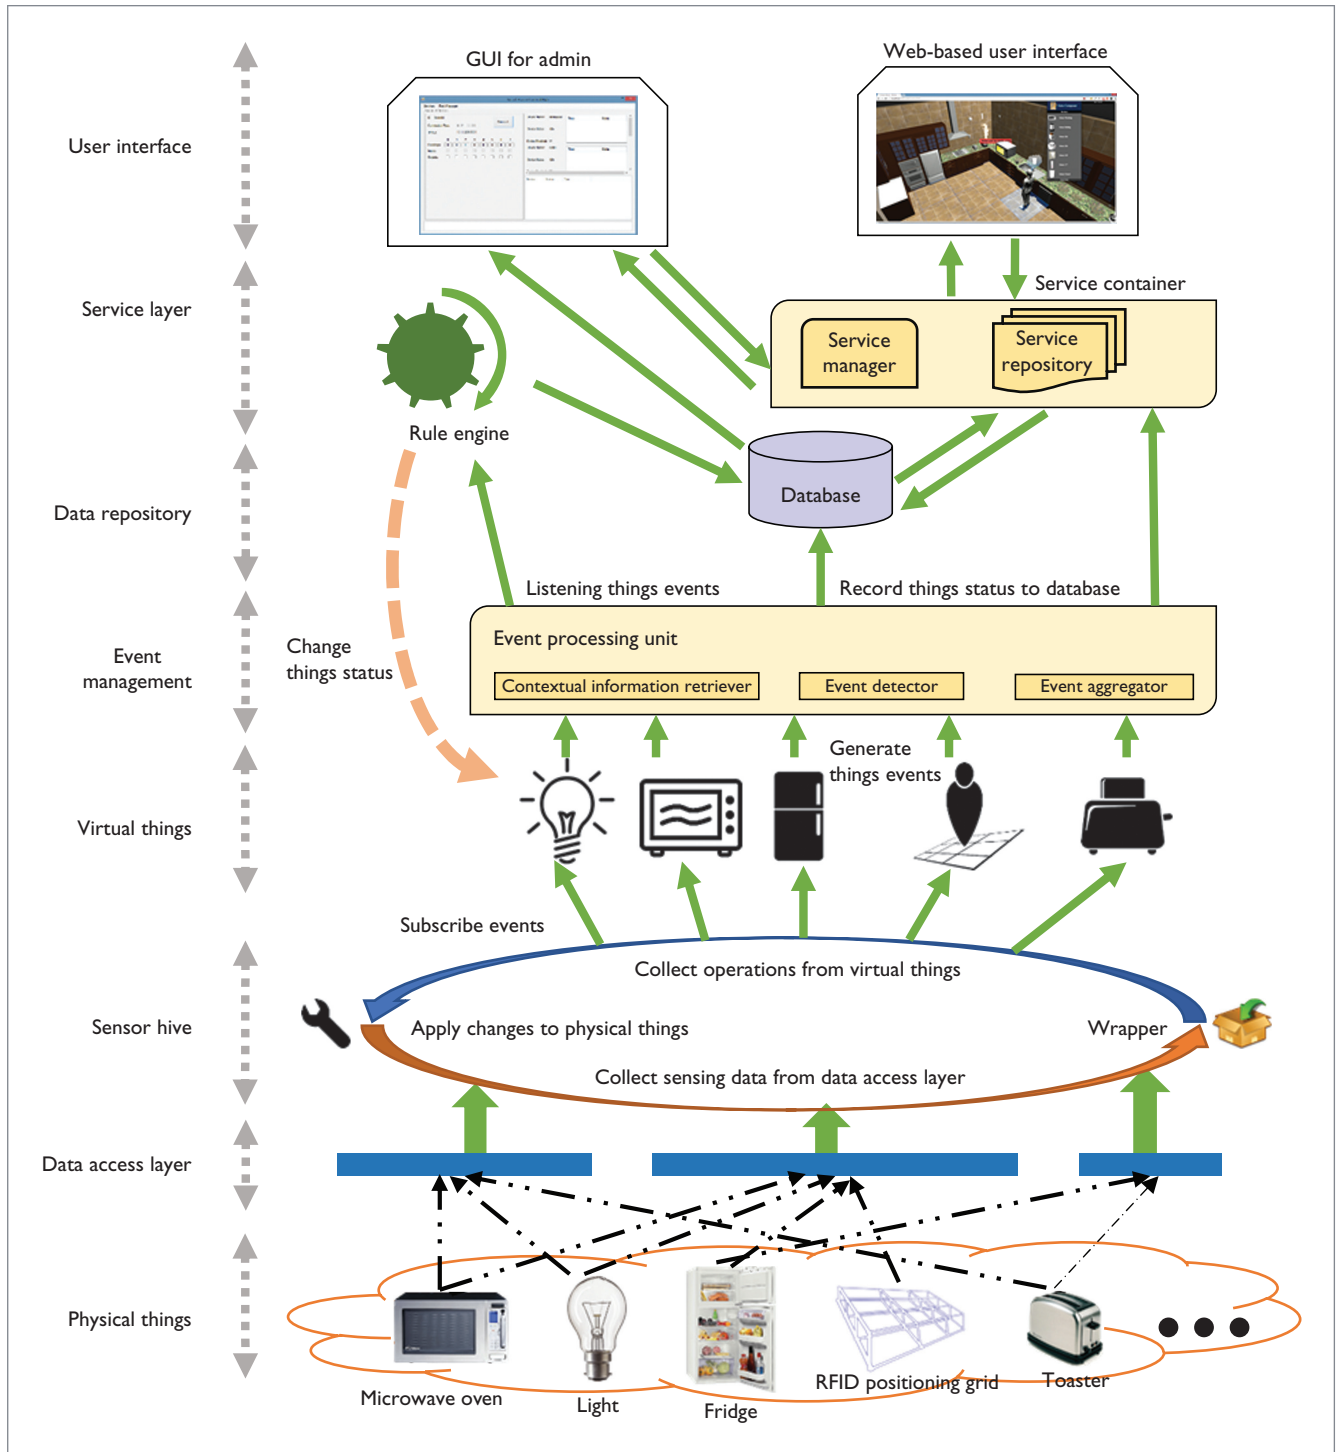 GUI for admin
Web-based user interface
User interface
Service container
Service layer
Service
manager
Service
repository
Rule engine
Database
Data repository
Listening things events
Record things status to database
Event processing unit
Change
things status
Event
management
Contextual information retriever
Event detector
Event aggregator
Generate
things events
Virtual things
Subscribe events
Collect operations from virtual things
Sensor hive
Apply changes to physical things
Wrapper
Collect sensing data from data access layer
Data access layer
Physical things
Microwave oven
Light
Fridge
RFID positioning grid
Toaster